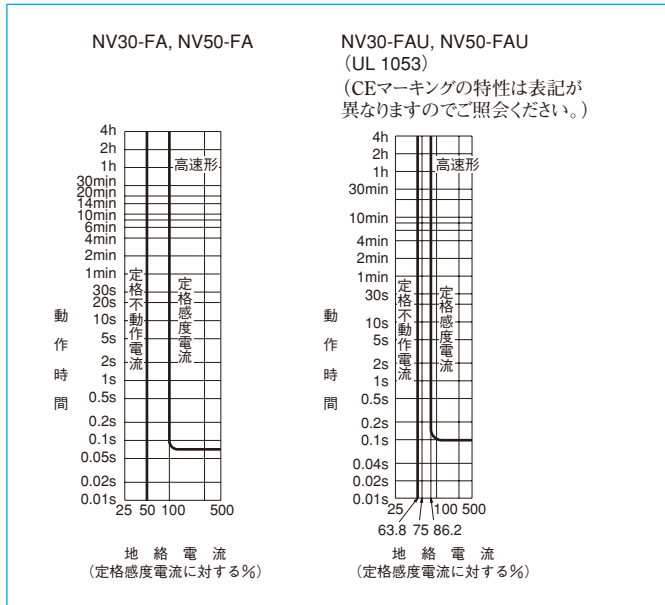 NV30-FA, NV50-FA
4h
2h
1h
30min
20min
14min
10min
6min
4min
2min
1min
30s
20s
10s
5s
2s
1s
0.5s
0.2s
0.1s
0.05s
0.02s
0.01s
高速形
定格不動作電流
定格感度電流
動作時間
25 50 100 500
地絡電流
(定格感度電流に対する%)
NV30-FAU, NV50-FAU
(UL 1053)
(CEマーキングの特性は表記が
異なりますのでご照会ください。)
4h
2h
1h
30min
10min
4min
2min
1min
30s
10s
5s
2s
1s
0.5s
0.2s
0.1s
0.04s
0.02s
0.01s
高速形
定格不動作電流
定格感度電流
動作時間
25 100 500
63.8 75 86.2
地絡電流
(定格感度電流に対する%)